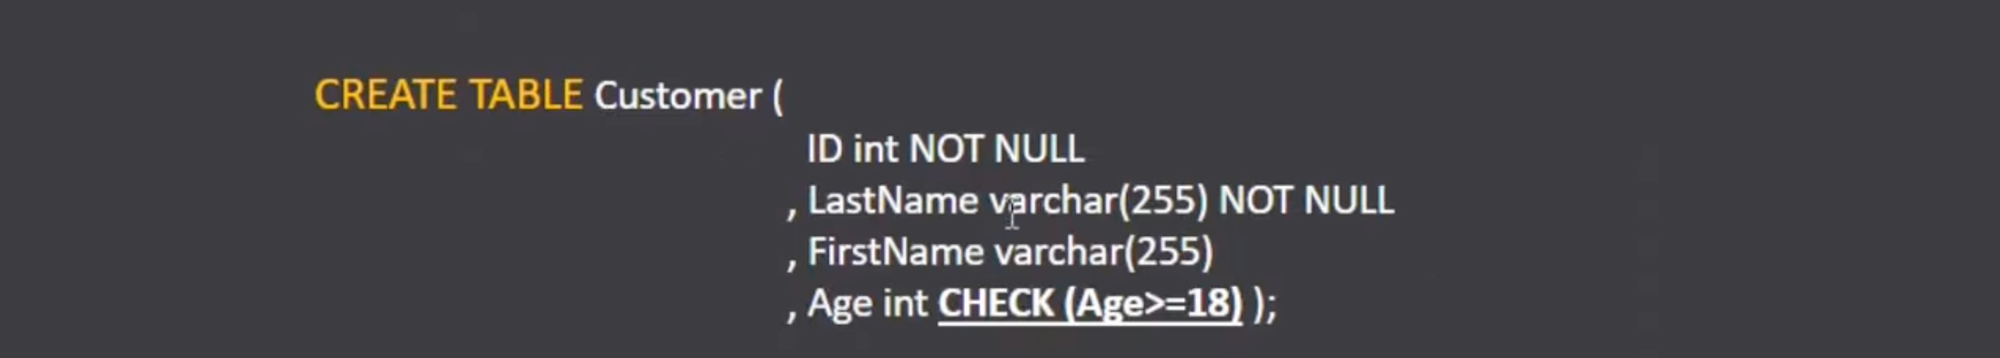 CREATE TABLE Customer (
ID int NOT NULL
, LastName varchar(255) NOT NULL
, FirstName varchar(255)
, Age int CHECK (Age>=18) );